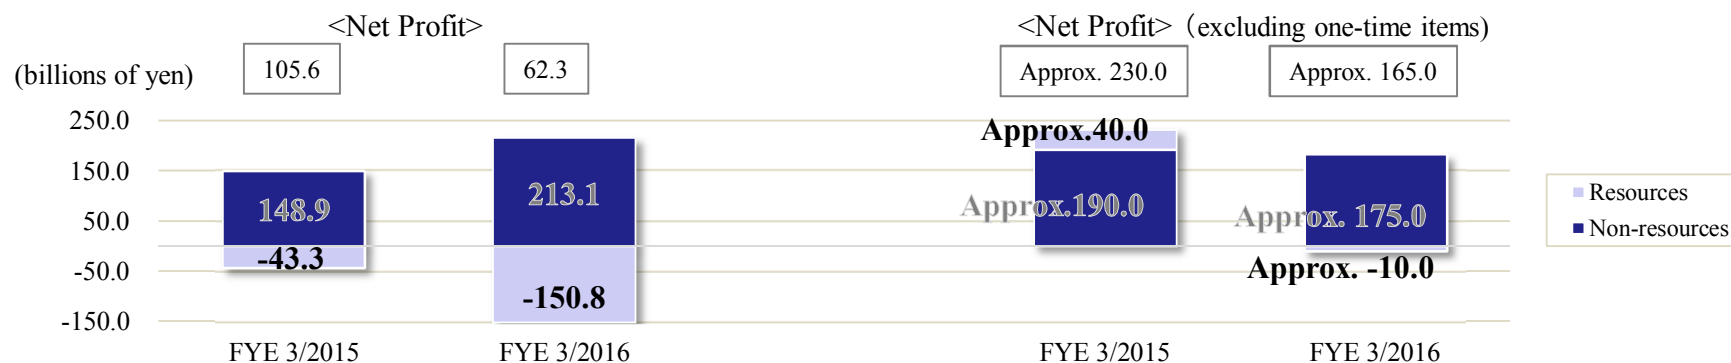 <Net Profit>
<Net Profit>（excluding one-time items)
(billions of yen)
105.6
62.3
Approx. 230.0
Approx. 165.0
250.0
150.0
50.0
-50.0
-150.0
148.9
-43.3
213.1
-150.8
Approx.40.0
Approx.190.0
Approx. 175.0
Approx. -10.0
Resources
Non-resources
FYE 3/2015
FYE 3/2016
FYE 3/2015
FYE 3/2016